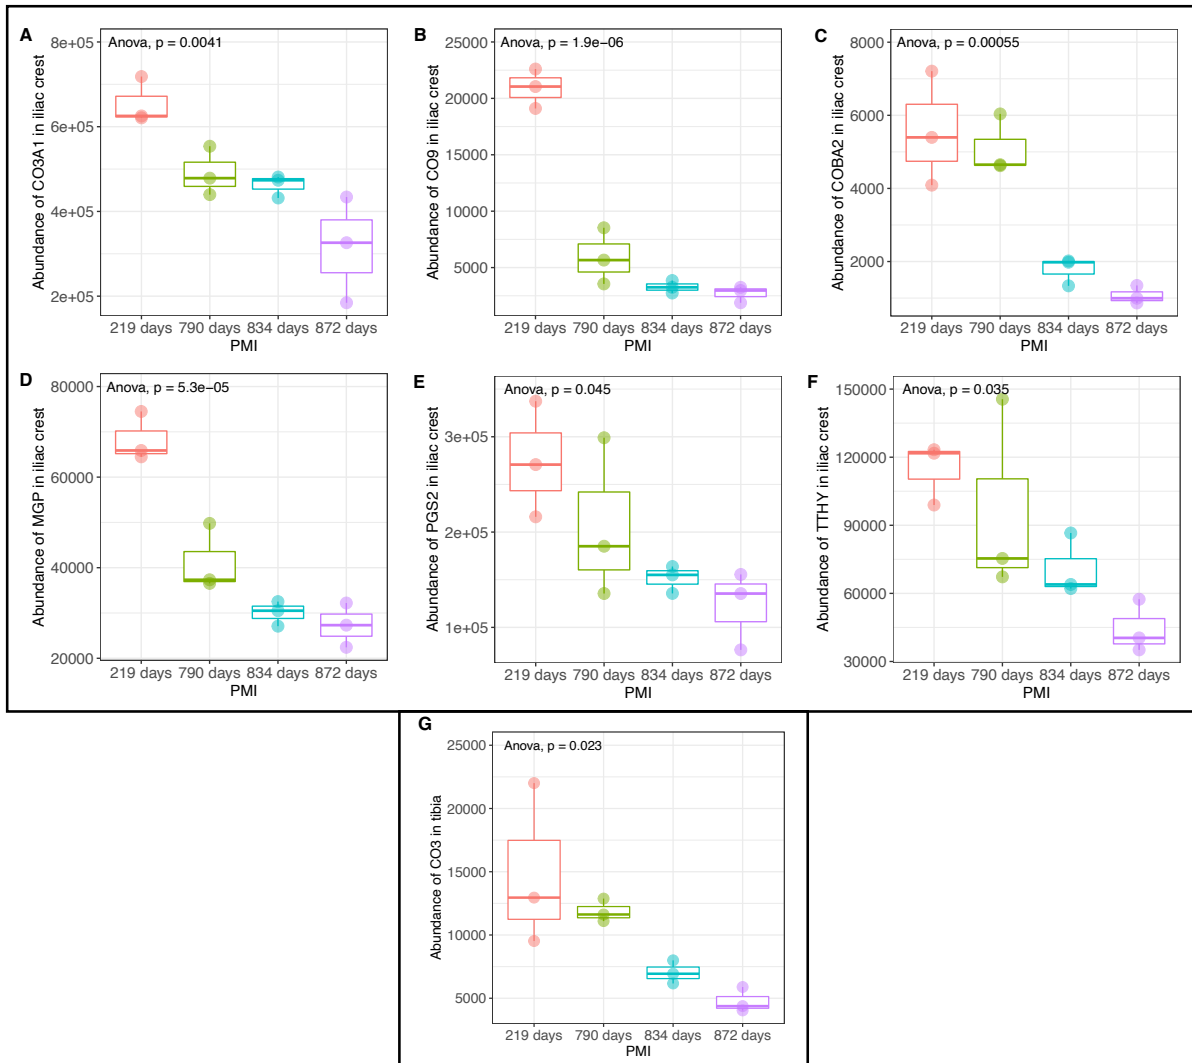 A
Anova, p = 0.0041
8e+05
6e+05
4e+05
2e+05
Abundance of CO3A1 in iliac crest
219 days 790 days 834 days 872 days
PMI
B
Anova, p = 1.9e−06
25000
20000
15000
10000
5000
Abundance of CO9 in iliac crest
219 days 790 days 834 days 872 days
PMI
C
Anova, p = 0.00055
8000
6000
4000
2000
0
Abundance of COBA2 in iliac crest
219 days 790 days 834 days 872 days
PMI
D
Anova, p = 5.3e−05
80000
60000
40000
20000
Abundance of MGP in iliac crest
219 days 790 days 834 days 872 days
PMI
E
Anova, p = 0.045
3e+05
2e+05
1e+05
Abundance of PGS2 in iliac crest
219 days 790 days 834 days 872 days
PMI
F
Anova, p = 0.035
150000
120000
90000
60000
30000
Abundance of TTHY in iliac crest
219 days 790 days 834 days 872 days
PMI
G
Anova, p = 0.023
25000
20000
15000
10000
5000
Abundance of CO3 in tibia
219 days 790 days 834 days 872 days
PMI